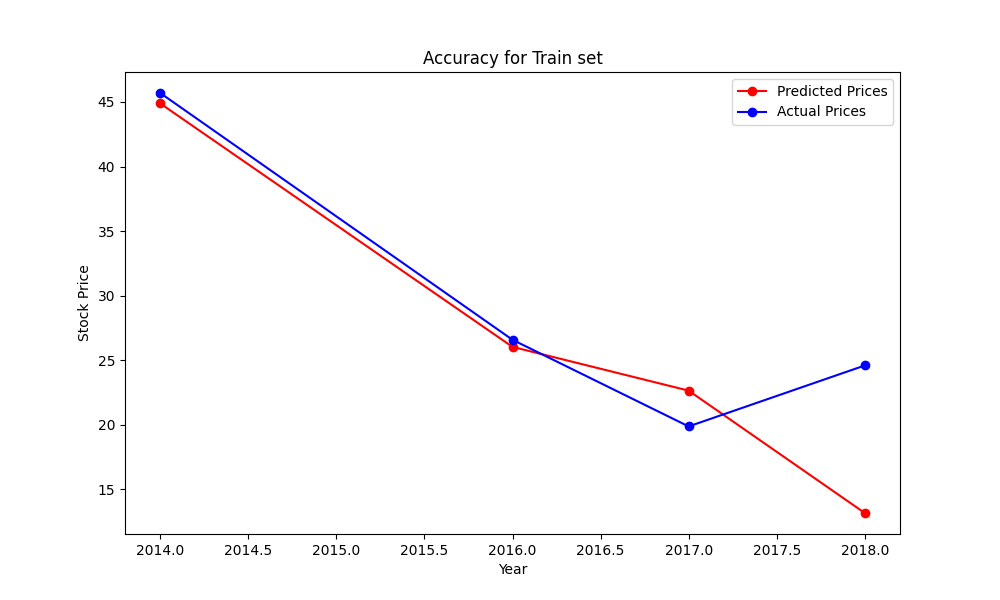 Accuracy for Train set
Predicted Prices
Actual Prices
45
40
35
30
25
20
15
Stock Price
2014.0 2014.5 2015.0 2015.5 2016.0 2016.5 2017.0 2017.5 2018.0
Year